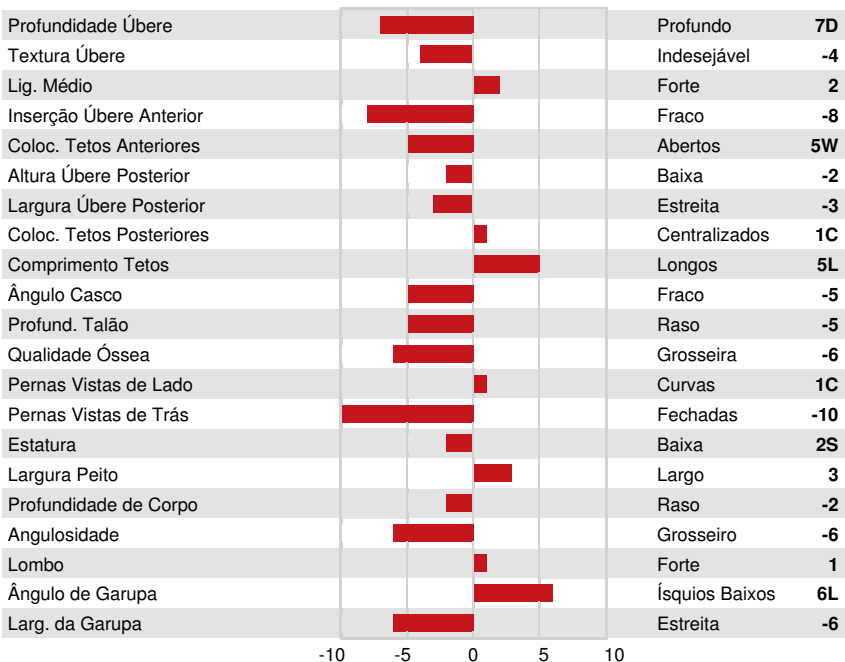 Profundidade Úbere Profundo 7D
Textura Úbere Indesejável -4
Lig. Médio Forte 2
Inserção Úbere Anterior Fraco -8
Coloc. Tetos Anteriores Abertos 5W
Altura Úbere Posterior Baixa -2
Largura Úbere Posterior Estreita -3
Coloc. Tetos Posteriores Centralizados 1C
Comprimento Tetos Longos 5L
Ângulo Casco Fraco -5
Profund. Talão Raso -5
Qualidade Óssea Grosseira -6
Pernas Vistas de Lado Curvas 1C
Pernas Vistas de Trás Fechadas -10
Estatura Baixa 2S
Largura Peito Largo 3
Profundidade de Corpo Raso -2
Angulosidade Grosseiro -6
Lombo Forte 1
Ângulo de Garupa Ísquios Baixos 6L
Larg. da Garupa Estreita -6
-10 -5 0 5 10